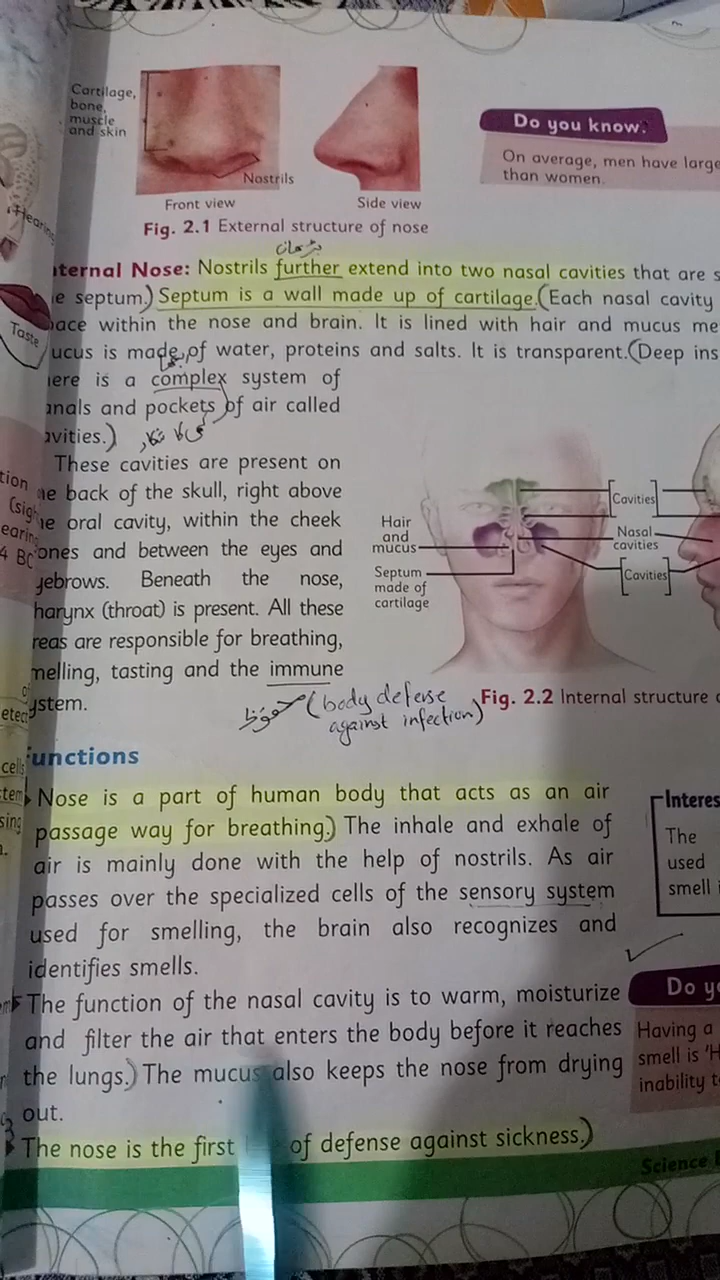 Cartilage,
bone,
muscle
and skin
Nostrils
Front view
Side view
Fig. 2.1 External structure of nose
Do you know.
On average, men have large
than women.
Hearing
Taste
ternal Nose: Nostrils further extend into two nasal cavities that are s
e septum.) Septum is a wall made up of cartilage. (Each nasal cavity
ace within the nose and brain. It is lined with hair and mucus me
ucus is made of water, proteins and salts. It is transparent. (Deep ins
ere is a complex system of
anals and pockets of air called
avities.)
These cavities are present on
he back of the skull, right above
he oral cavity, within the cheek
ones and between the eyes and
yebrows. Beneath the nose,
harynx (throat) is present. All these
reas are responsible for breathing,
melling, tasting and the immune
ystem.
(body defense
against infection)
Hair
and
mucus
Septum
made of
cartilage
Cavities
Nasal
cavities
Cavities
Fig. 2.2 Internal structure
Functions
Nose is a part of human body that acts as an air
passage way for breathing.) The inhale and exhale of
air is mainly done with the help of nostrils. As air
passes over the specialized cells of the sensory system
used for smelling, the brain also recognizes and
identifies smells.
The function of the nasal cavity is to warm, moisturize
and filter the air that enters the body before it reaches
the lungs.) The mucus also keeps the nose from drying
out.
The nose is the first of defense against sickness.)
Interes
The
used
smell
Do yo
Having a
smell is 'H
inability t
Science